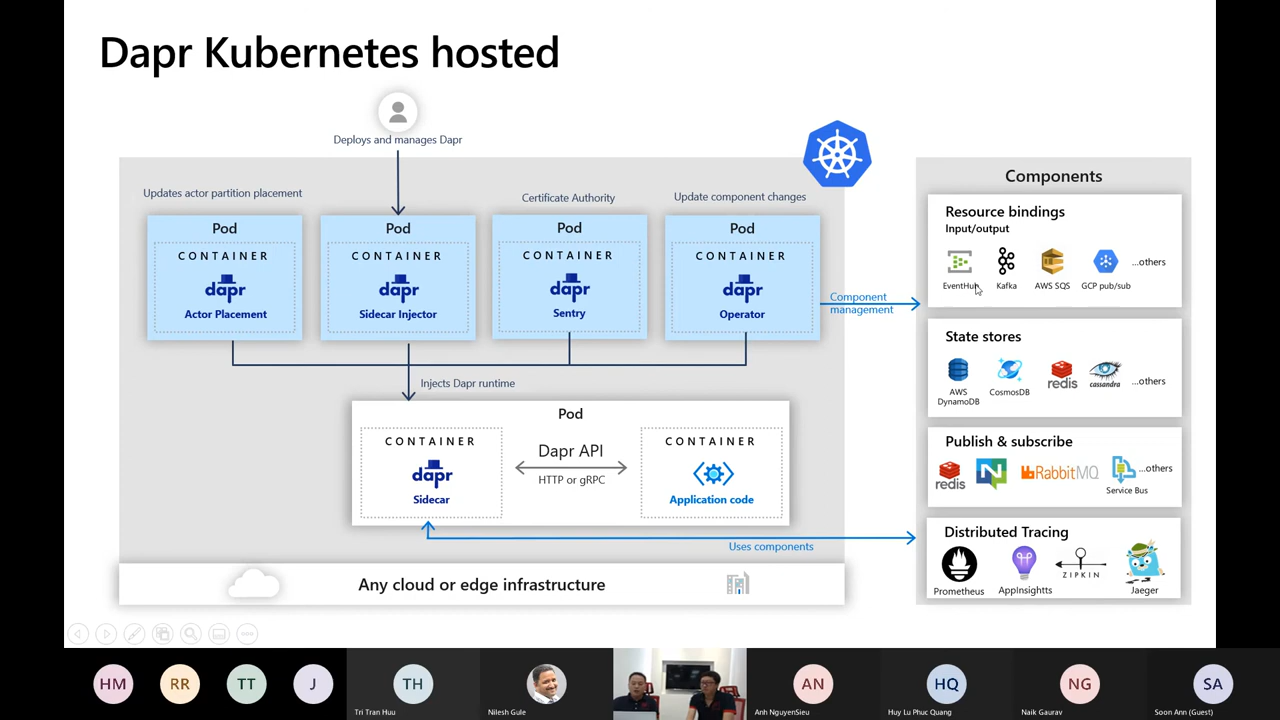 Dapr Kubernetes hosted
Deploys and manages Dapr
Updates actor partition placement
Certificate Authority
Update component changes
Pod
CONTAINER
dapr
Actor Placement
Pod
CONTAINER
dapr
Sidecar Injector
Pod
CONTAINER
dapr
Sentry
Pod
CONTAINER
dapr
Operator
Component
management
Injects Dapr runtime
Pod
CONTAINER
dapr
Sidecar
Dapr API
HTTP or gRPC
CONTAINER
Application code
Uses components
Any cloud or edge infrastructure
Components
Resource bindings
Input/output
EventHub
Kafka
AWS SQS
GCP pub/sub
...others
State stores
AWS
DynamoDB
CosmosDB
redis
cassandra
...others
Publish & subscribe
redis
RabbitMQ
Service Bus
...others
Distributed Tracing
Prometheus
AppInsightts
ZIPKIN
Jaeger
HM
RR
TT
J
TH
Tri Tran Huu
Nilesh Gule
AN
Anh NguyenSieu
HQ
Huy Lu Phuc Quang
NG
Naik Gaurav
SA
Soon Ann (Guest)